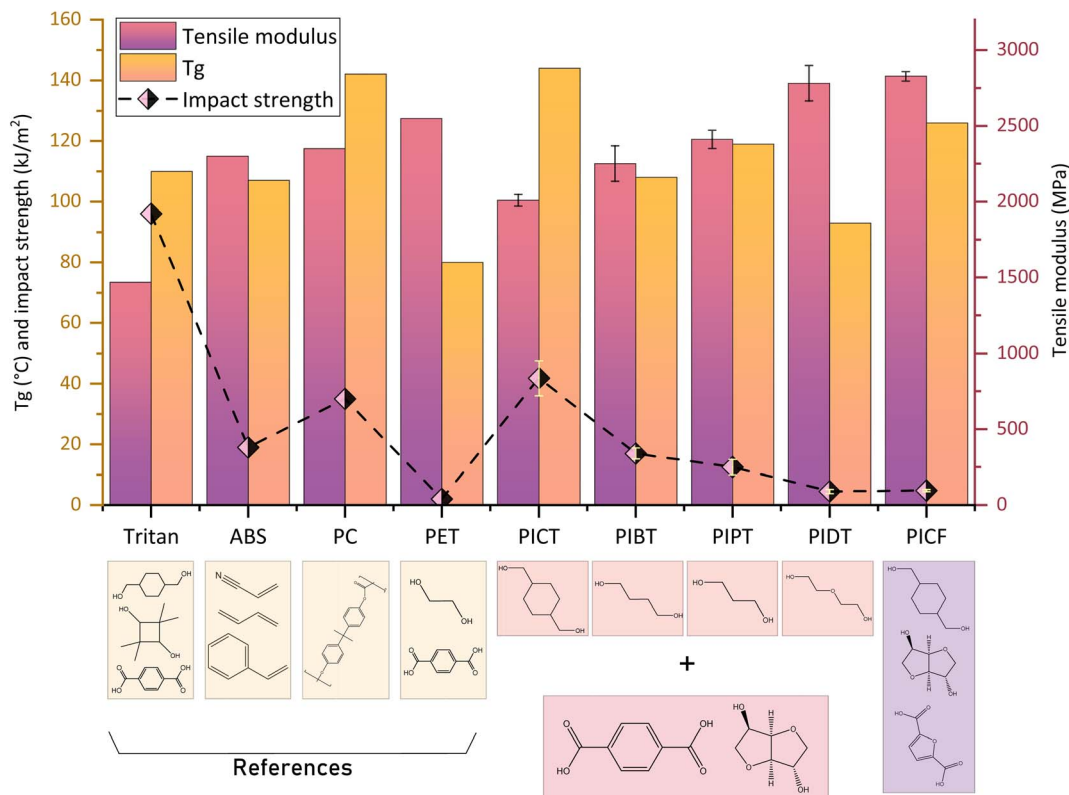 160
140
120
100
80
60
40
20
0
Tg (°C) and impact strength (kJ/m²)
Tensile modulus
Tg
Impact strength
3000
2500
2000
1500
1000
500
0
Tensile modulus (MPa)
Tritan ABS PC PET PICT PIBT PIPT PIDT PICF
OH
HO
HO
OH
O
O
HO
OH
N
O
O
O
HO
OH
O
O
HO
OH
HO
OH
HO
OH
HO
OH
HO
O
OH
+
O
OH
HO
O
HO
H
O
O
H
OH
HO
OH
HO
H
O
O
H
OH
O
HO
O
O
OH
References